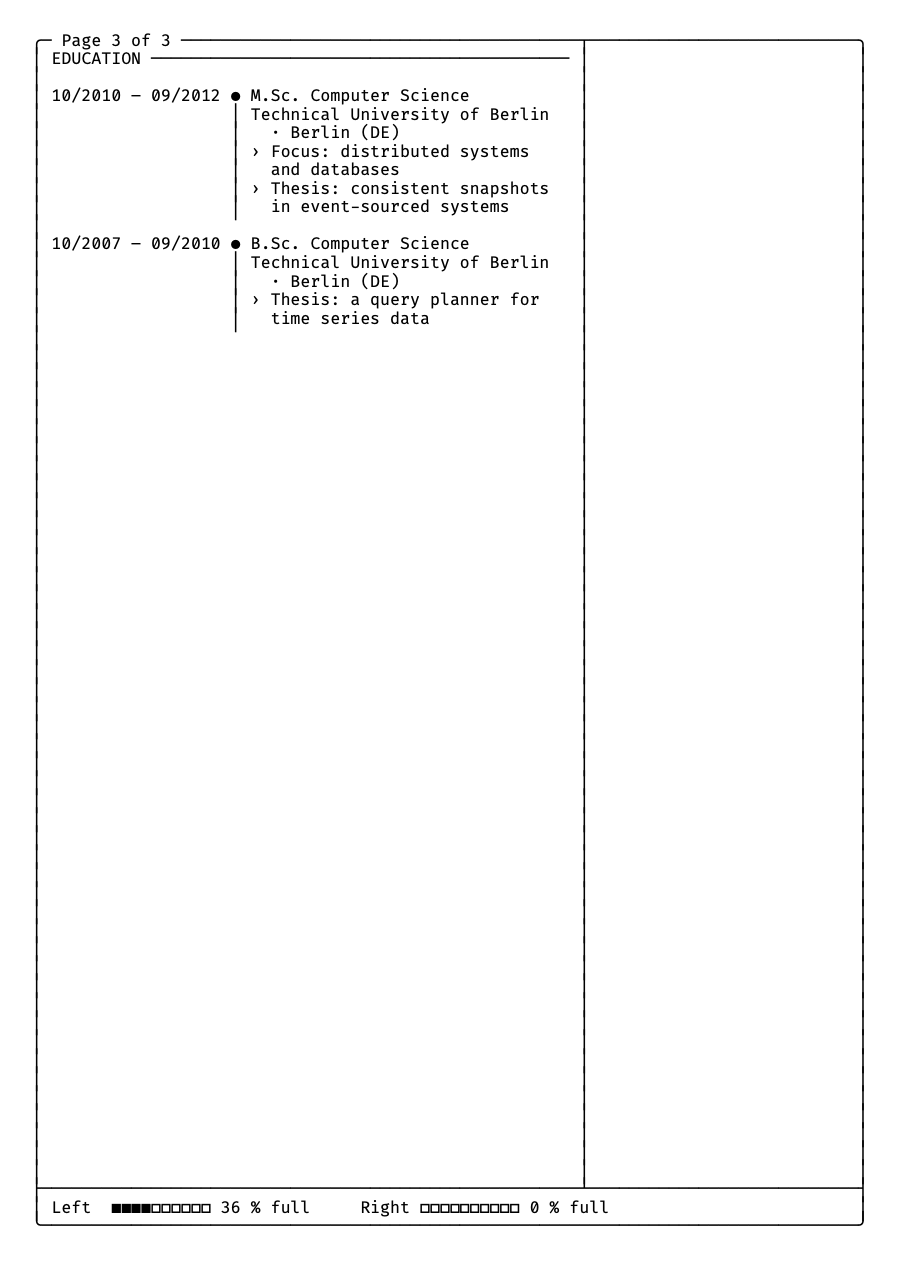 Page 3 of 3
EDUCATION
10/2010 – 09/2012 ● M.Sc. Computer Science
Technical University of Berlin
· Berlin (DE)
› Focus: distributed systems
and databases
› Thesis: consistent snapshots
in event-sourced systems
10/2007 – 09/2010 ● B.Sc. Computer Science
Technical University of Berlin
· Berlin (DE)
› Thesis: a query planner for
time series data
Left ■■■■□□□□□□ 36 % full Right □□□□□□□□□□ 0 % full